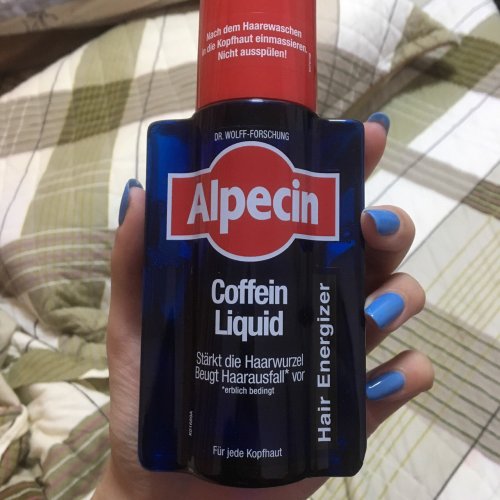 Nach dem Haarewaschen
in die Kopfhaut einmassieren.
Nicht ausspülen!
DR. WOLFF-FORSCHUNG
Alpecin
Coffein
Liquid
Stärkt die Haarwurzel
Beugt Haarausfall* vor
*erblich bedingt
Hair Energizer
Für jede Kopfhaut